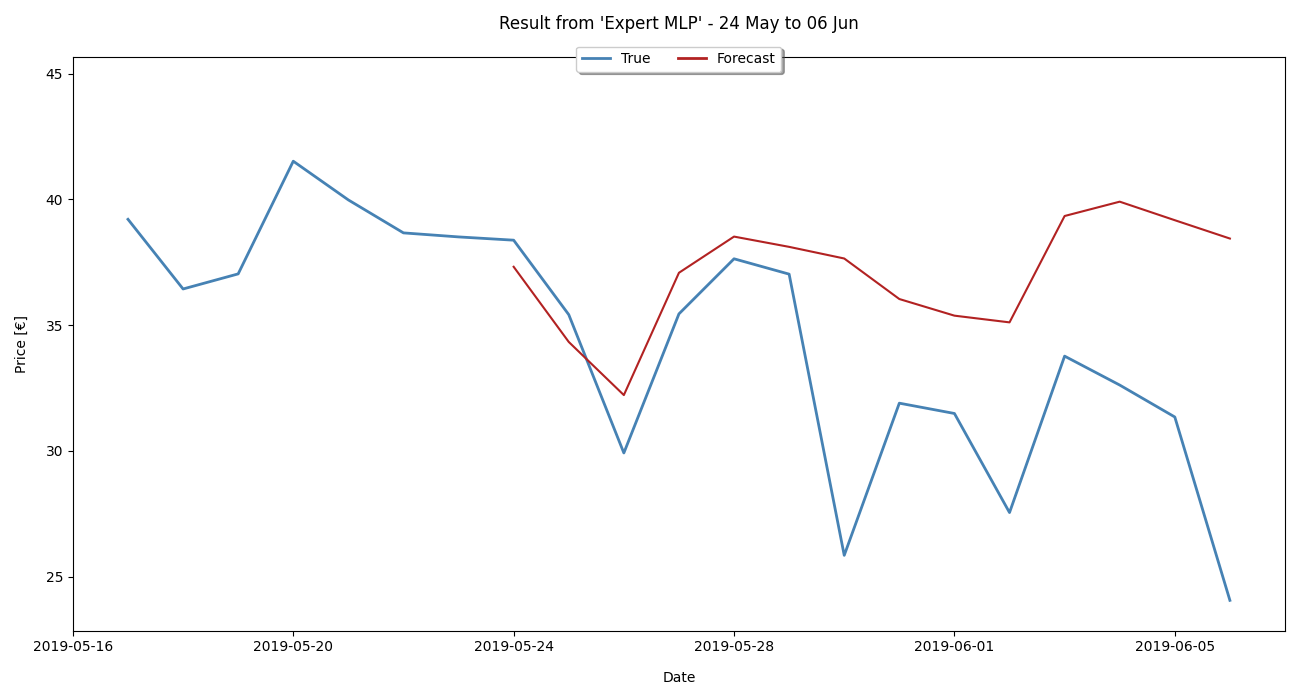 Result from 'Expert MLP' - 24 May to 06 Jun
True Forecast
45
40
35
30
25
Price [€]
2019-05-16 2019-05-20 2019-05-24 2019-05-28 2019-06-01 2019-06-05
Date